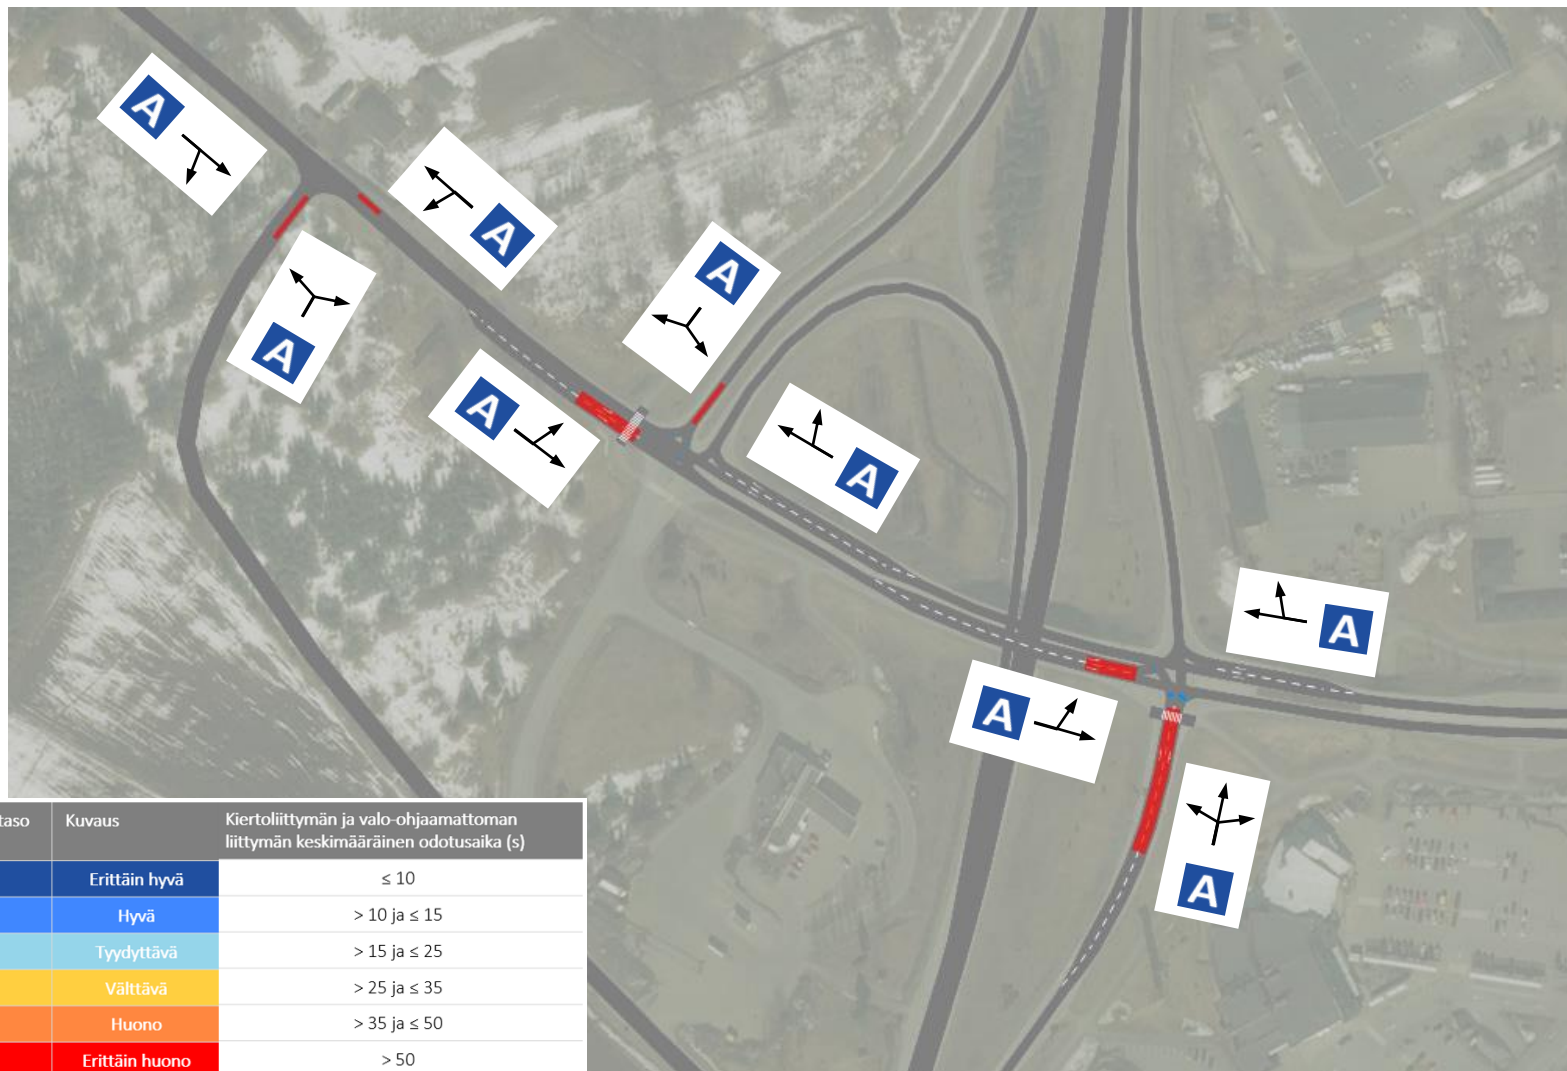 A
A
A
A
A
A
A
A
A
A
taso Kuvaus Kiertoliittymän ja valo-ohjaamattoman
liittymän keskimääräinen odotusaika (s)
Erittäin hyvä ≤ 10
Hyvä > 10 ja ≤ 15
Tyydyttävä > 15 ja ≤ 25
Välttävä > 25 ja ≤ 35
Huono > 35 ja ≤ 50
Erittäin huono > 50